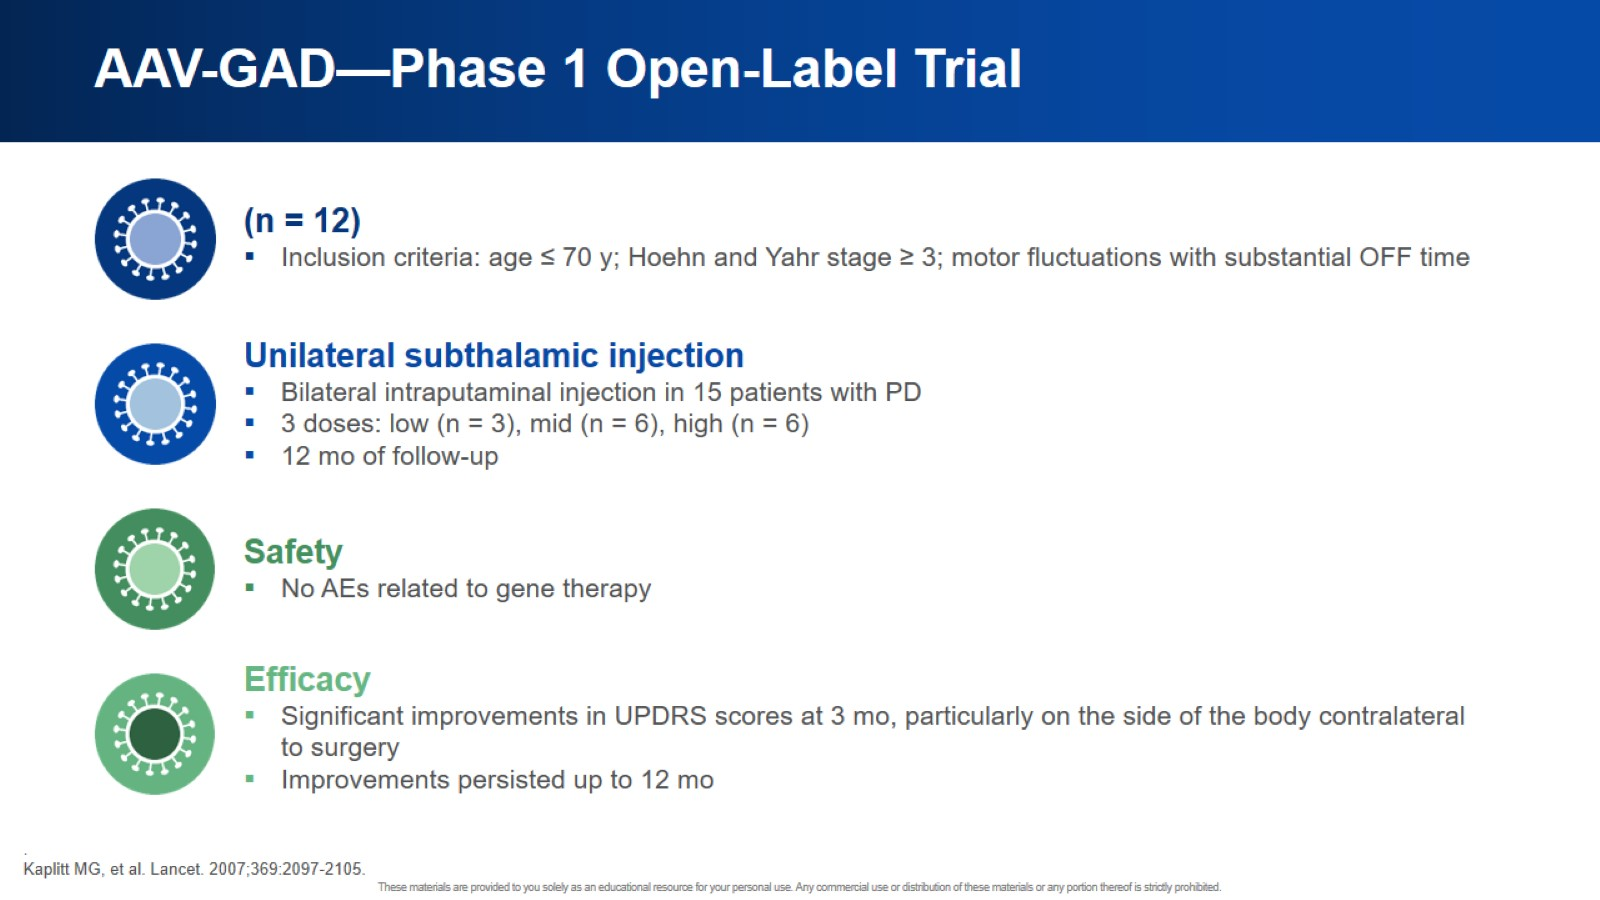 AAV-GAD—Phase 1 Open-Label Trial
(n = 12)
▪ Inclusion criteria: age ≤ 70 y; Hoehn and Yahr stage ≥ 3; motor fluctuations with substantial OFF time
Unilateral subthalamic injection
▪ Bilateral intraputaminal injection in 15 patients with PD
▪ 3 doses: low (n = 3), mid (n = 6), high (n = 6)
▪ 12 mo of follow-up
Safety
▪ No AEs related to gene therapy
Efficacy
▪ Significant improvements in UPDRS scores at 3 mo, particularly on the side of the body contralateral
to surgery
▪ Improvements persisted up to 12 mo
.
Kaplitt MG, et al. Lancet. 2007;369:2097-2105.
These materials are provided to you solely as an educational resource for your personal use. Any commercial use or distribution of these materials or any portion thereof is strictly prohibited.